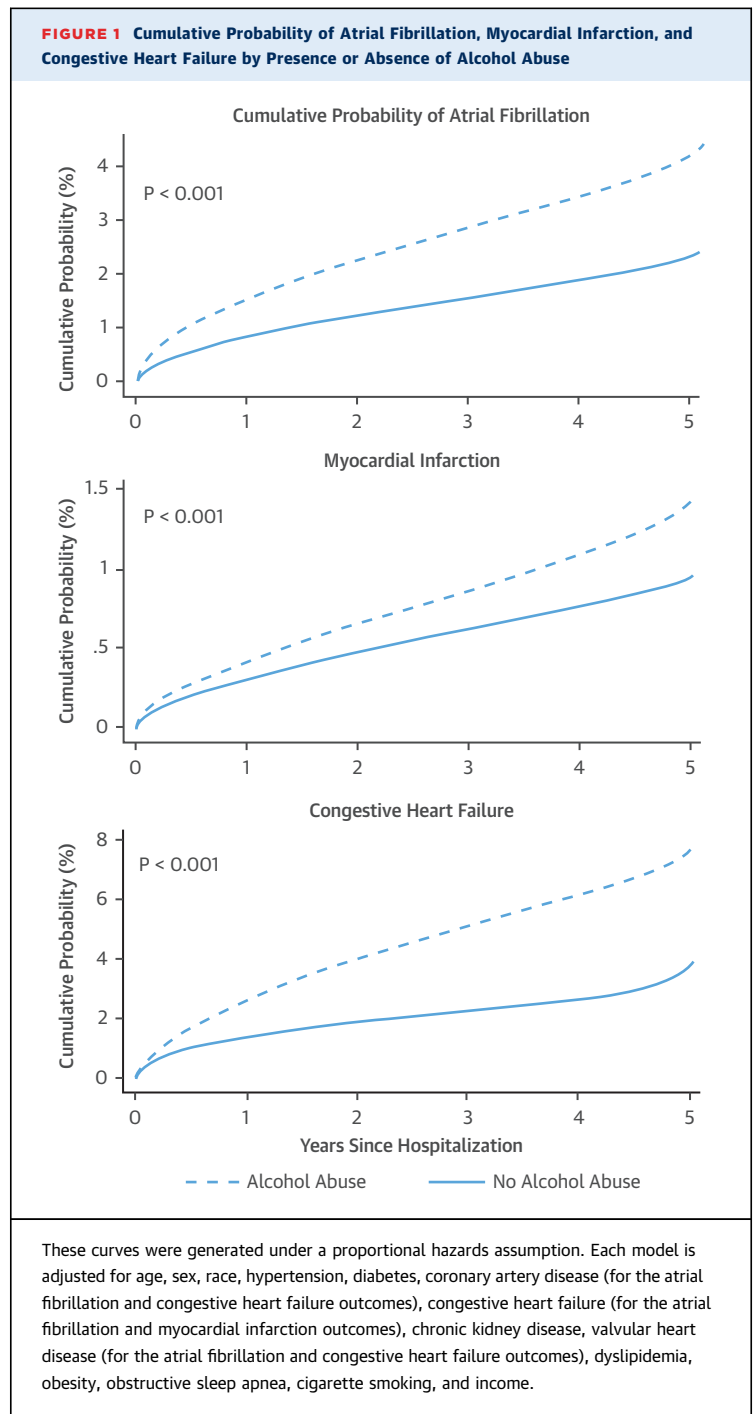 FIGURE 1 Cumulative Probability of Atrial Fibrillation, Myocardial Infarction, and
Congestive Heart Failure by Presence or Absence of Alcohol Abuse
Cumulative Probability of Atrial Fibrillation
Cumulative Probability (%)
4
3
2
1
0
P < 0.001
0 1 2 3 4 5
Myocardial Infarction
Cumulative Probability (%)
1.5
1
.5
0
P < 0.001
0 1 2 3 4 5
Congestive Heart Failure
Cumulative Probability (%)
8
6
4
2
0
P < 0.001
0 1 2 3 4 5
Years Since Hospitalization
Alcohol Abuse No Alcohol Abuse
These curves were generated under a proportional hazards assumption. Each model is
adjusted for age, sex, race, hypertension, diabetes, coronary artery disease (for the atrial
fibrillation and congestive heart failure outcomes), congestive heart failure (for the atrial
fibrillation and myocardial infarction outcomes), chronic kidney disease, valvular heart
disease (for the atrial fibrillation and congestive heart failure outcomes), dyslipidemia,
obesity, obstructive sleep apnea, cigarette smoking, and income.